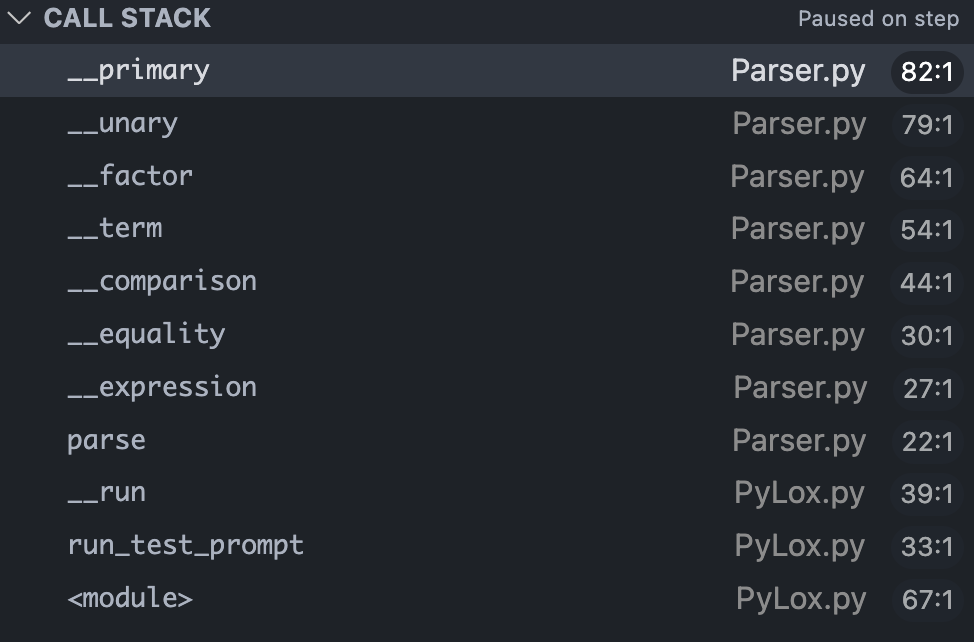 CALL STACK Paused on step
__primary Parser.py 82:1
__unary Parser.py 79:1
__factor Parser.py 64:1
__term Parser.py 54:1
__comparison Parser.py 44:1
__equality Parser.py 30:1
__expression Parser.py 27:1
parse Parser.py 22:1
__run PyLox.py 39:1
run_test_prompt PyLox.py 33:1
<module> PyLox.py 67:1